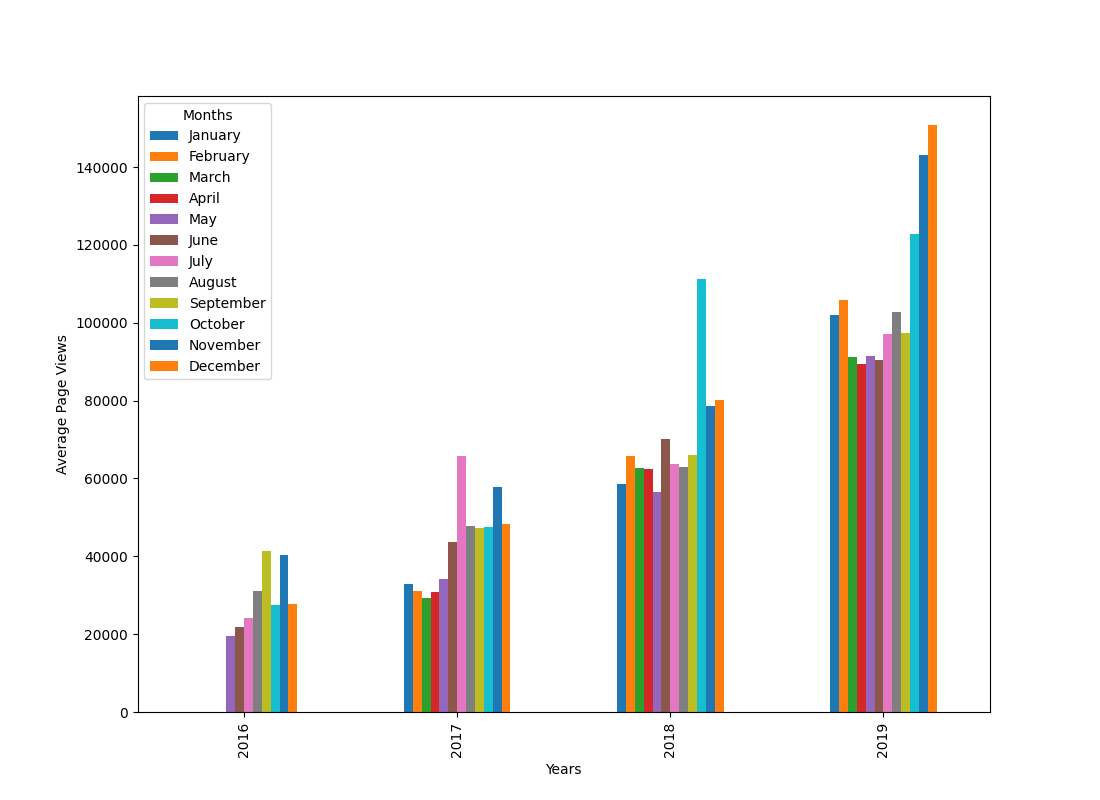 Months
January
February
March
April
May
June
July
August
September
October
November
December
140000
120000
100000
80000
60000
40000
20000
0
Average Page Views
2016
2017
2018
2019
Years